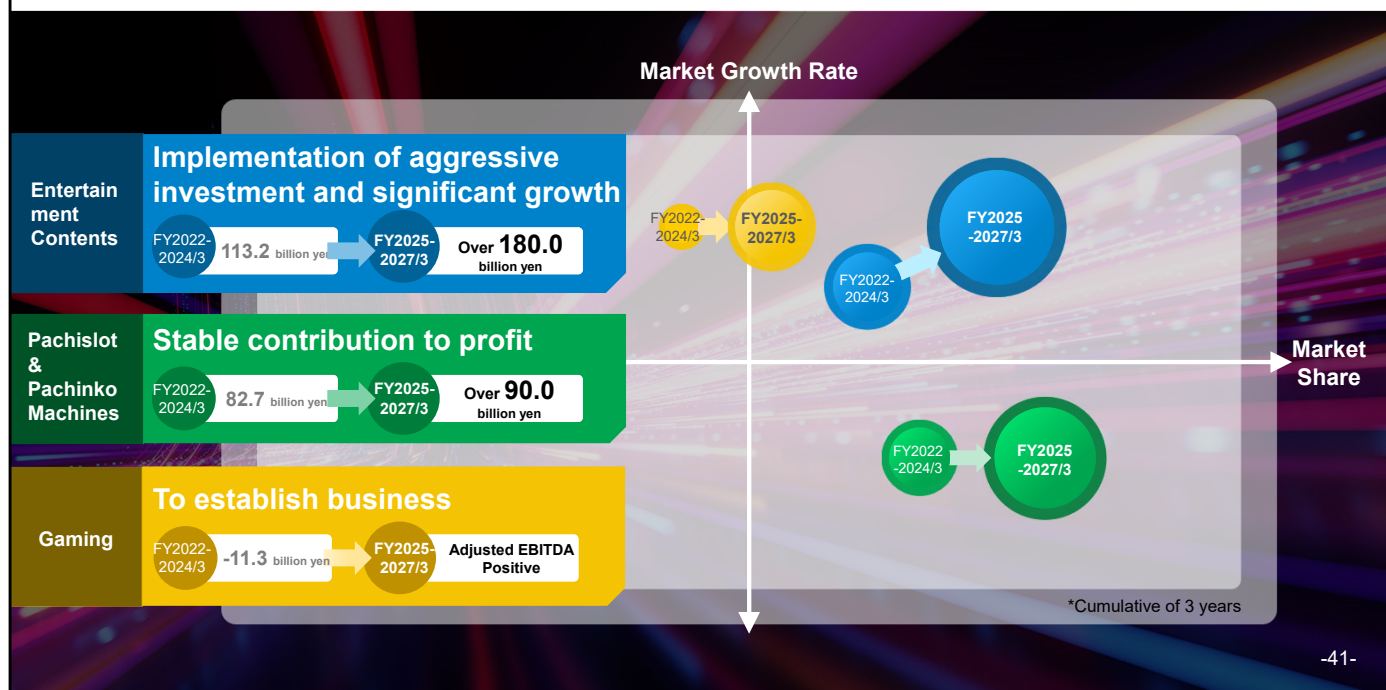 Market Growth Rate
Entertain
ment
Contents
Implementation of aggressive
investment and significant growth
FY2022-
2024/3
113.2 billion yen
FY2025-
2027/3
Over 180.0
billion yen
Pachislot
&
Pachinko
Machines
Stable contribution to profit
FY2022-
2024/3
82.7 billion yen
FY2025-
2027/3
Over 90.0
billion yen
Gaming
To establish business
FY2022-
2024/3
-11.3 billion yen
FY2025-
2027/3
Adjusted EBITDA
Positive
FY2022-
2024/3
FY2025-
2027/3
FY2022-
2024/3
FY2025
-2027/3
Market
Share
FY2022
-2024/3
FY2025
-2027/3
*Cumulative of 3 years
-41-